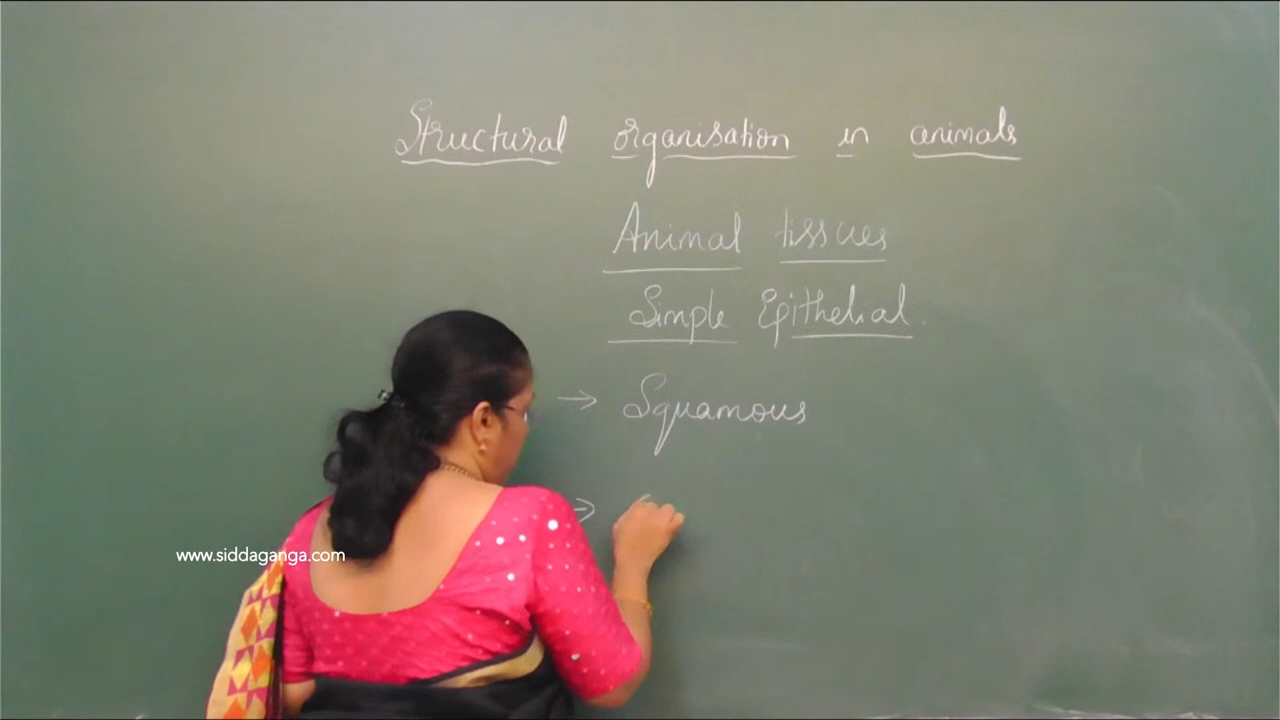 Structural organisation in animals
Animal tissues
Simple Epithelial.
→ Squamous
→
www.siddaganga.com